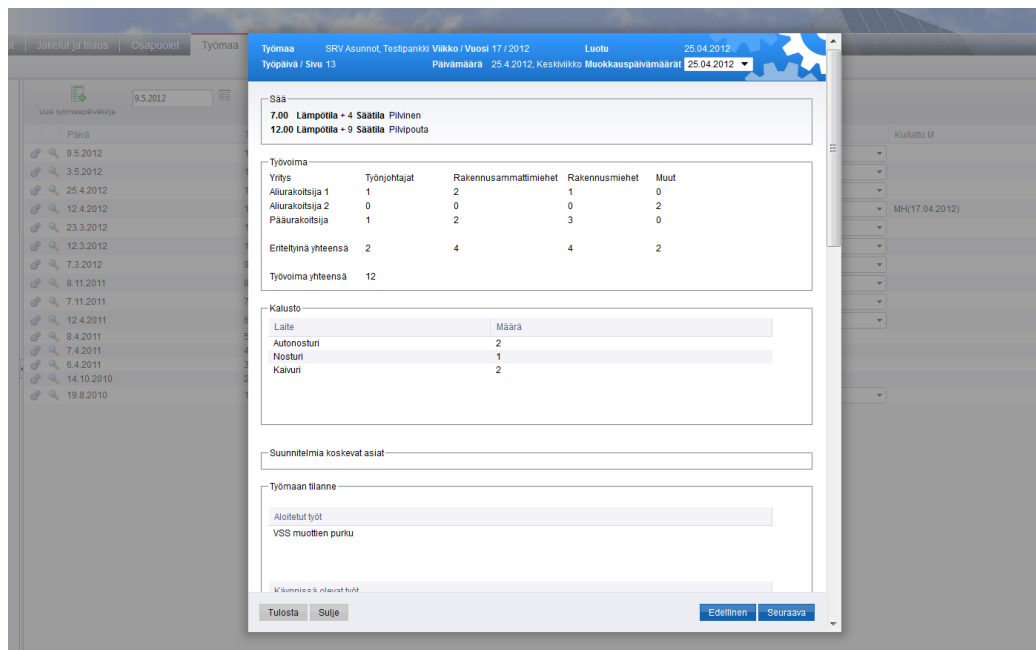 Jakelut ja tilaus Osapuolet Työmaa
Uusi työmaapäiväkirja
9.5.2012
Päivä
Kuitattu M
9.5.2012
3.5.2012
25.4.2012
12.4.2012
MH(17.04.2012)
23.3.2012
12.3.2012
7.3.2012
8.11.2011
7.11.2011
12.4.2011
8.4.2011
7.4.2011
6.4.2011
14.10.2010
19.8.2010
Työmaa SRV Asunnot, Testipankki Viikko / Vuosi 17 / 2012 Luotu 25.04.2012
Työpäivä / Sivu 13 Päivämäärä 25.4.2012, Keskiviikko Muokkauspäivämäärät 25.04.2012
Sää
7.00 Lämpötila + 4 Säätila Pilvinen
12.00 Lämpötila + 9 Säätila Pilvipouta
Työvoima
Yritys Työnjohtajat Rakennusammattimiehet Rakennusmiehet Muut
Aliurakoitsija 1 1 2 1 0
Aliurakoitsija 2 0 0 0 2
Pääurakoitsija 1 2 3 0
Eriteltyinä yhteensä 2 4 4 2
Työvoima yhteensä 12
Kalusto
Laite Määrä
Autonosturi 2
Nosturi 1
Kaivuri 2
Suunnitelmia koskevat asiat
Työmaan tilanne
Aloitetut työt
VSS muottien purku
Käynnissä olevat työt
Tulosta Sulje Edellinen Seuraava